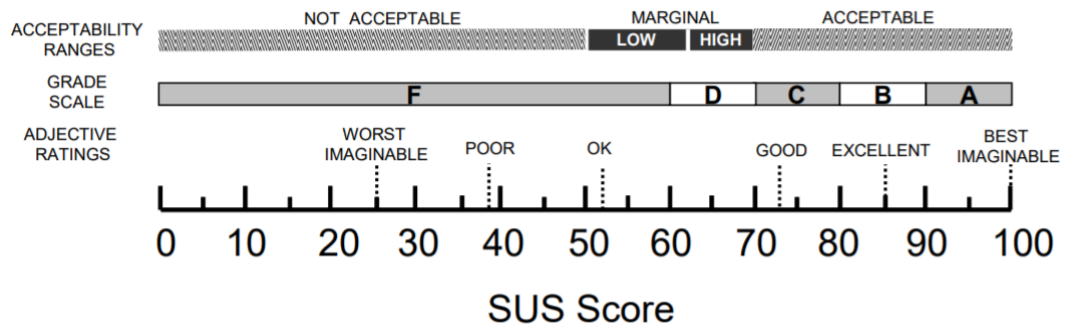 ACCEPTABILITY RANGES
NOT ACCEPTABLE
MARGINAL
ACCEPTABLE
LOW
HIGH
GRADE SCALE
F
D
C
B
A
ADJECTIVE RATINGS
WORST IMAGINABLE
POOR
OK
GOOD
EXCELLENT
BEST IMAGINABLE
0 10 20 30 40 50 60 70 80 90 100
SUS Score